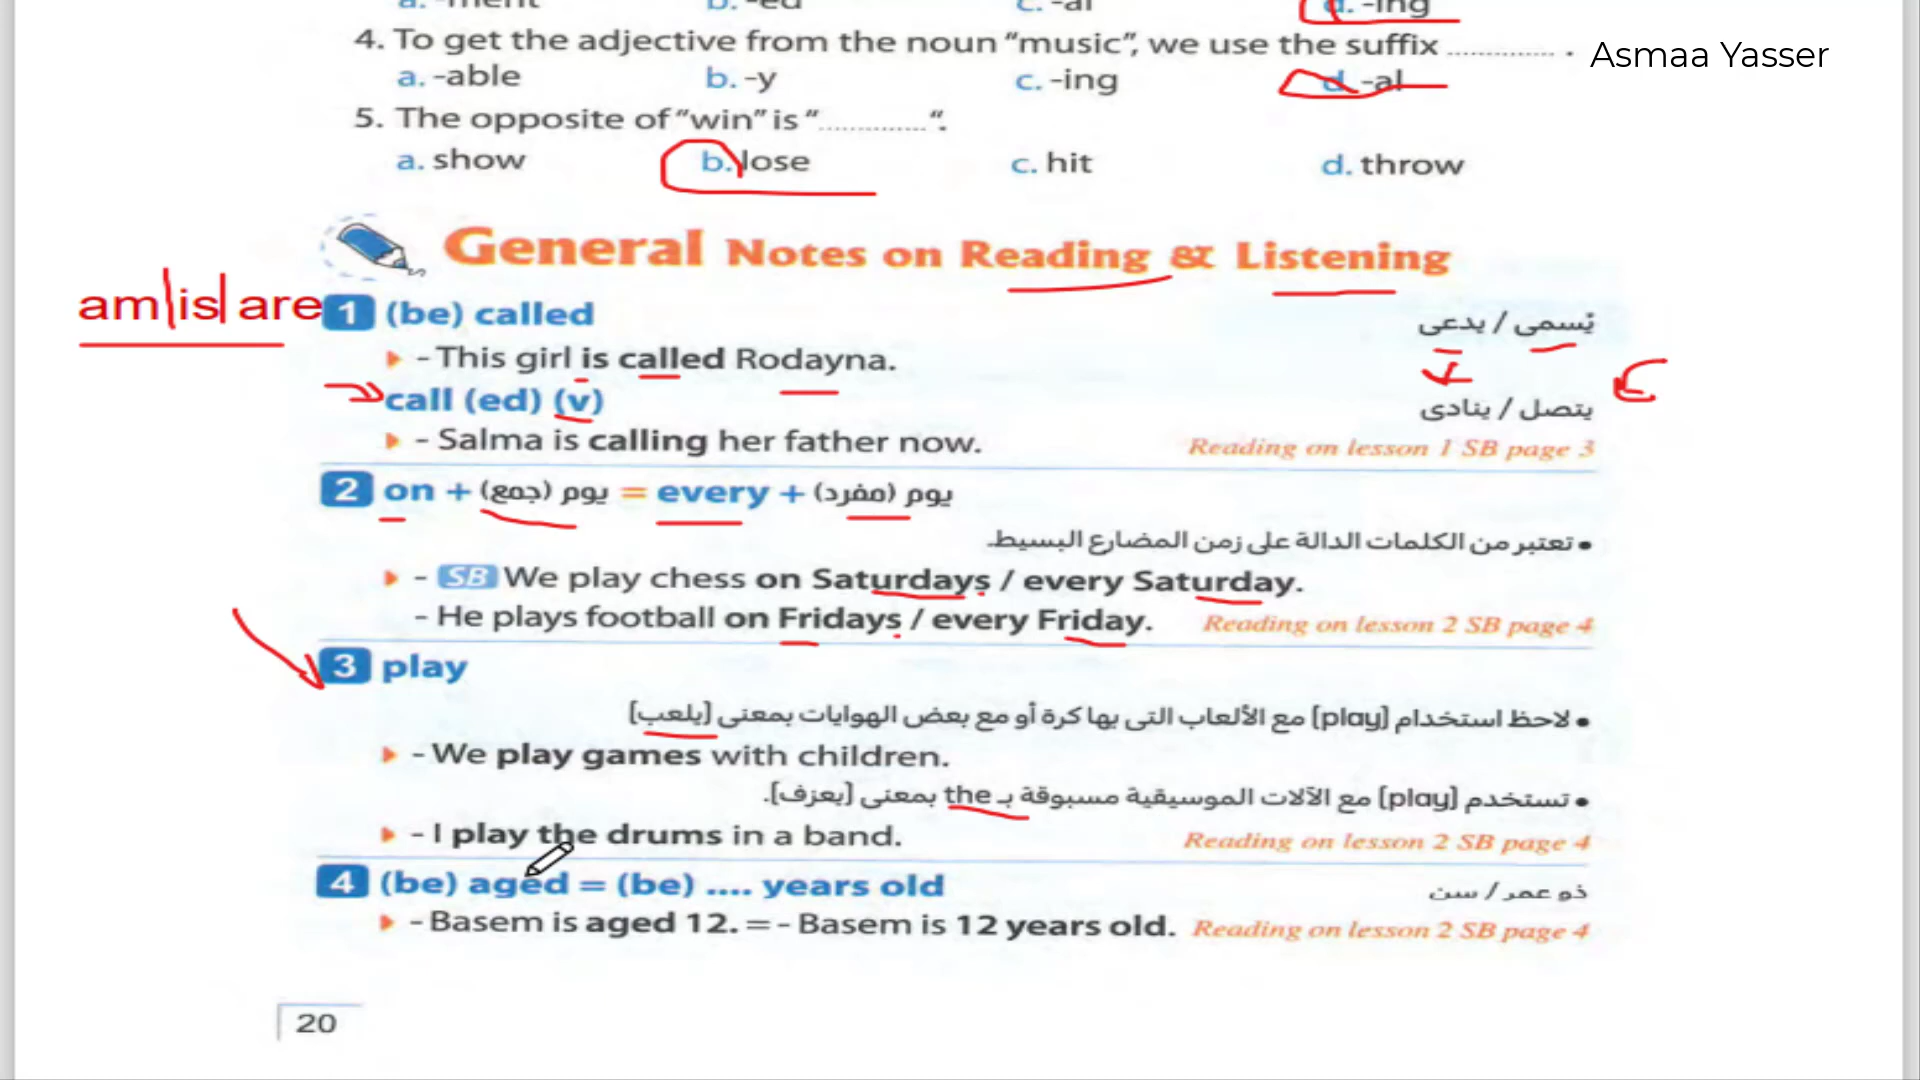 a. -ment b. -ed c. -al d. -ing
4. To get the adjective from the noun “music”, we use the suffix .............. .
Asmaa Yasser
a. -able b. -y c. -ing d. -al
5. The opposite of “win” is “..............“.
a. show b. lose c. hit d. throw
General Notes on Reading & Listening
am|is| are
1 (be) called يُسمى / يدعى
- This girl is called Rodayna.
call (ed) (v) يتصل / ينادى
- Salma is calling her father now. Reading on lesson 1 SB page 3
2 on + يوم (جمع) = every + يوم (مفرد)
• تعتبر من الكلمات الدالة على زمن المضارع البسيط.
- SB We play chess on Saturdays / every Saturday.
- He plays football on Fridays / every Friday. Reading on lesson 2 SB page 4
3 play
• لاحظ استخدام [play] مع الألعاب التى بها كرة أو مع بعض الهوايات بمعنى [يلعب]
- We play games with children.
• تستخدم [play] مع الآلات الموسيقية مسبوقة بـ the بمعنى [يعزف].
- I play the drums in a band. Reading on lesson 2 SB page 4
4 (be) aged = (be) .... years old ذو عمر / سن
- Basem is aged 12. = - Basem is 12 years old. Reading on lesson 2 SB page 4
20